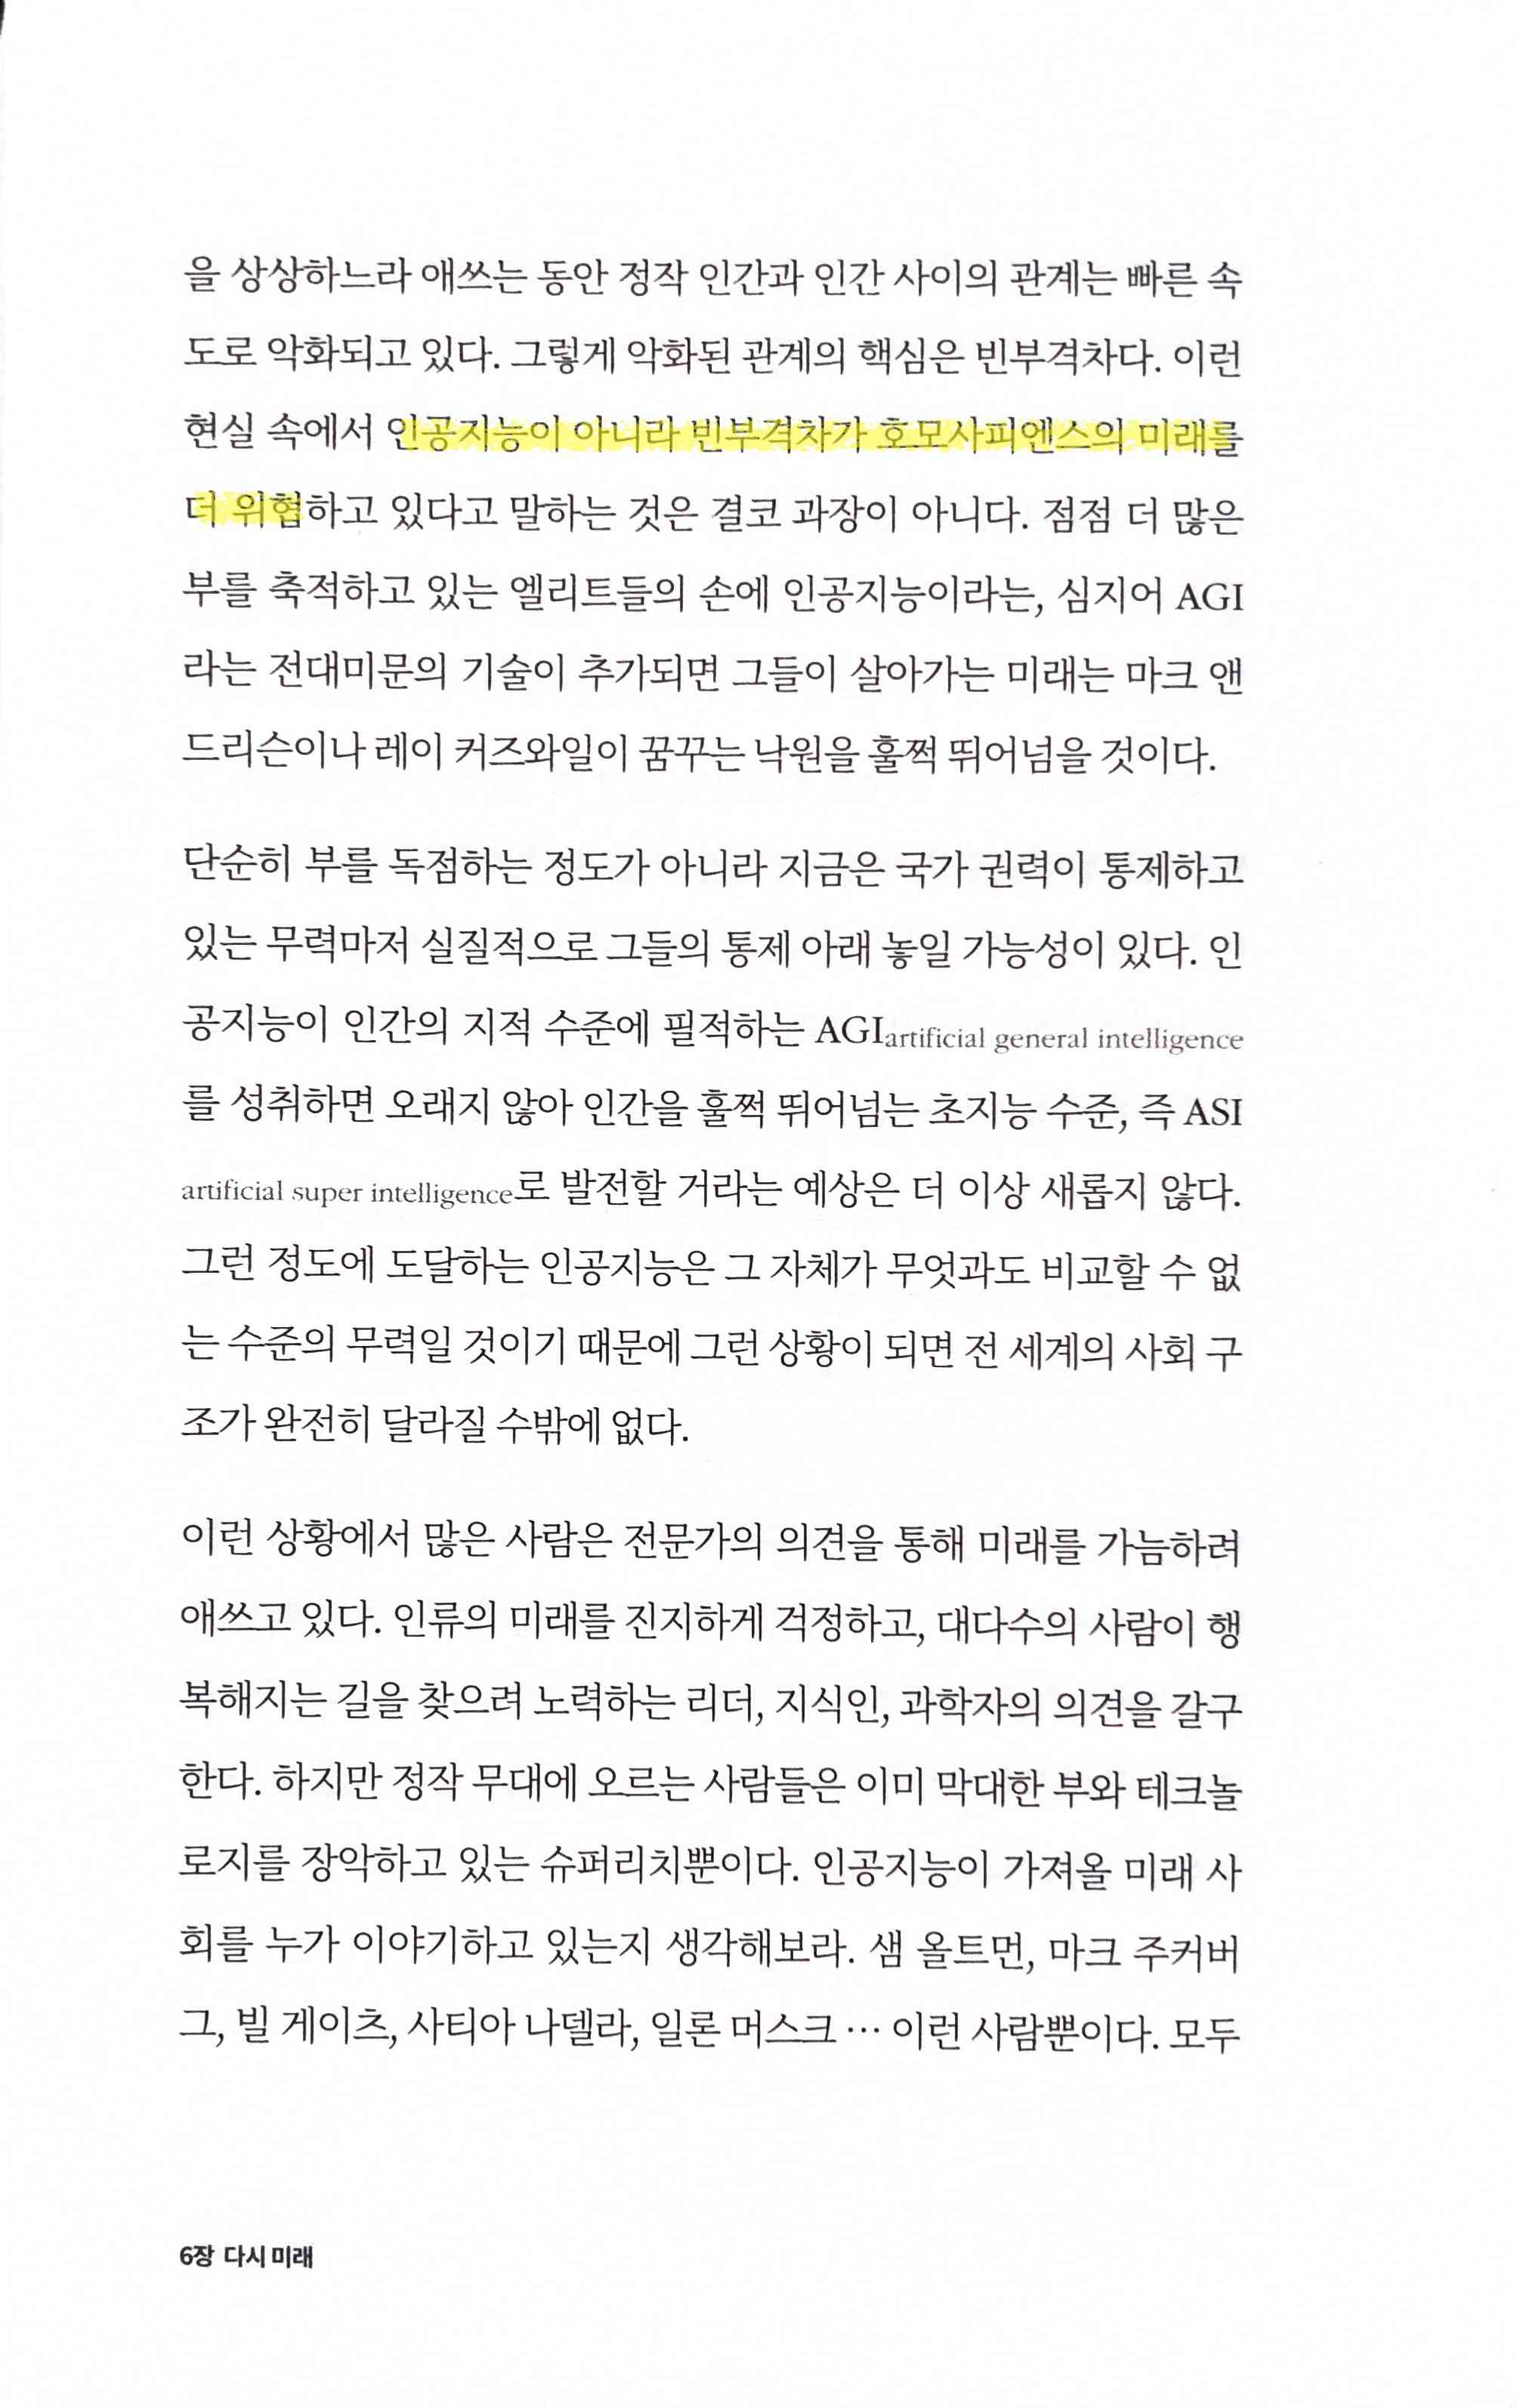 을 상상하느라 애쓰는 동안 정작 인간과 인간 사이의 관계는 빠른 속
도로 악화되고 있다. 그렇게 악화된 관계의 핵심은 빈부격차다. 이런
현실 속에서 인공지능이 아니라 빈부격차가 호모사피엔스의 미래를
더 위협하고 있다고 말하는 것은 결코 과장이 아니다. 점점 더 많은
부를 축적하고 있는 엘리트들의 손에 인공지능이라는, 심지어 AGI
라는 전대미문의 기술이 추가되면 그들이 살아가는 미래는 마크 앤
드리슨이나 레이 커즈와일이 꿈꾸는 낙원을 훌쩍 뛰어넘을 것이다.
단순히 부를 독점하는 정도가 아니라 지금은 국가 권력이 통제하고
있는 무력마저 실질적으로 그들의 통제 아래 놓일 가능성이 있다. 인
공지능이 인간의 지적 수준에 필적하는 AGIartificial general intelligence
를 성취하면 오래지 않아 인간을 훌쩍 뛰어넘는 초지능 수준, 즉 ASI
artificial super intelligence로 발전할 거라는 예상은 더 이상 새롭지 않다.
그런 정도에 도달하는 인공지능은 그 자체가 무엇과도 비교할 수 없
는 수준의 무력일 것이기 때문에 그런 상황이 되면 전 세계의 사회 구
조가 완전히 달라질 수밖에 없다.
이런 상황에서 많은 사람은 전문가의 의견을 통해 미래를 가늠하려
애쓰고 있다. 인류의 미래를 진지하게 걱정하고, 대다수의 사람이 행
복해지는 길을 찾으려 노력하는 리더, 지식인, 과학자의 의견을 갈구
한다. 하지만 정작 무대에 오르는 사람들은 이미 막대한 부와 테크놀
로지를 장악하고 있는 슈퍼리치뿐이다. 인공지능이 가져올 미래 사
회를 누가 이야기하고 있는지 생각해보라. 샘 올트먼, 마크 주커버
그, 빌 게이츠, 사티아 나델라, 일론 머스크 … 이런 사람뿐이다. 모두
6장 다시 미래